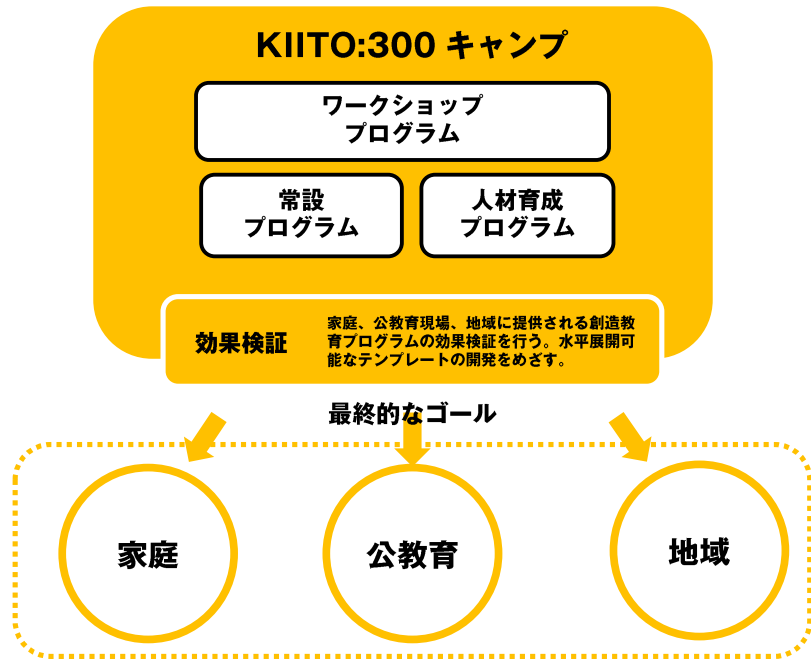 KIITO:300 キャンプ
ワークショップ
プログラム
常設
プログラム
人材育成
プログラム
効果検証
家庭、公教育現場、地域に提供される創造教
育プログラムの効果検証を行う。水平展開可
能なテンプレートの開発をめざす。
最終的なゴール
家庭
公教育
地域